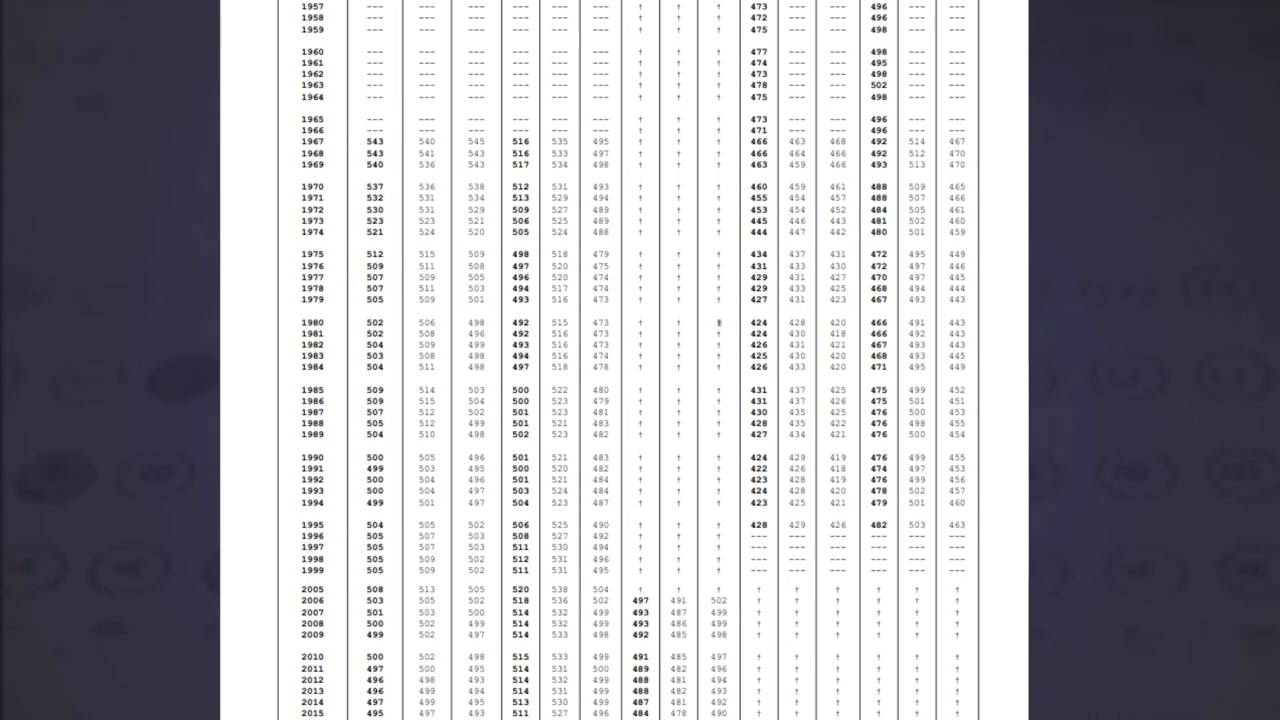 1957 --- --- --- --- --- --- † † † 473 --- --- 496 --- ---
1958 --- --- --- --- --- --- † † † 472 --- --- 496 --- ---
1959 --- --- --- --- --- --- † † † 475 --- --- 498 --- ---
1960 --- --- --- --- --- --- † † † 477 --- --- 498 --- ---
1961 --- --- --- --- --- --- † † † 474 --- --- 495 --- ---
1962 --- --- --- --- --- --- † † † 473 --- --- 498 --- ---
1963 --- --- --- --- --- --- † † † 478 --- --- 502 --- ---
1964 --- --- --- --- --- --- † † † 475 --- --- 498 --- ---
1965 --- --- --- --- --- --- † † † 473 --- --- 496 --- ---
1966 --- --- --- --- --- --- † † † 471 --- --- 496 --- ---
1967 543 540 545 516 535 495 † † † 466 463 468 492 514 467
1968 543 541 543 516 533 497 † † † 466 464 466 492 512 470
1969 540 536 543 517 534 498 † † † 463 459 466 493 513 470
1970 537 536 538 512 531 493 † † † 460 459 461 488 509 465
1971 532 531 534 513 529 494 † † † 455 454 457 488 507 466
1972 530 531 529 509 527 489 † † † 453 454 452 484 505 461
1973 523 523 521 506 525 489 † † † 445 446 443 481 502 460
1974 521 524 520 505 524 488 † † † 444 447 442 480 501 459
1975 512 515 509 498 518 479 † † † 434 437 431 472 495 449
1976 509 511 508 497 520 475 † † † 431 433 430 472 497 446
1977 507 509 505 496 520 474 † † † 429 431 427 470 497 445
1978 507 511 503 494 517 474 † † † 429 433 425 468 494 444
1979 505 509 501 493 516 473 † † † 427 431 423 467 493 443
1980 502 506 498 492 515 473 † † † 424 428 420 466 491 443
1981 502 508 496 492 516 473 † † † 424 430 418 466 492 443
1982 504 509 499 493 516 473 † † † 426 431 421 467 493 443
1983 503 508 498 494 516 474 † † † 425 430 420 468 493 445
1984 504 511 498 497 518 478 † † † 426 433 420 471 495 449
1985 509 514 503 500 522 480 † † † 431 437 425 475 499 452
1986 509 515 504 500 523 479 † † † 431 437 426 475 501 451
1987 507 512 502 501 523 481 † † † 430 435 425 476 500 453
1988 505 512 499 501 521 483 † † † 428 435 422 476 498 455
1989 504 510 498 502 523 482 † † † 427 434 421 476 500 454
1990 500 505 496 501 521 483 † † † 424 429 419 476 499 455
1991 499 503 495 500 520 482 † † † 422 426 418 474 497 453
1992 500 504 496 501 521 484 † † † 423 428 419 476 499 456
1993 500 504 497 503 524 484 † † † 424 428 420 478 502 457
1994 499 501 497 504 523 487 † † † 423 425 421 479 501 460
1995 504 505 502 506 525 490 † † † 428 429 426 482 503 463
1996 505 507 503 508 527 492 † † † --- --- --- --- --- ---
1997 505 507 503 511 530 494 † † † --- --- --- --- --- ---
1998 505 509 502 512 531 496 † † † --- --- --- --- --- ---
1999 505 509 502 511 531 495 † † † --- --- --- --- --- ---
2005 508 513 505 520 538 504 † † † † † † † † †
2006 503 505 502 518 536 502 497 491 502 † † † † † †
2007 501 503 500 514 532 499 493 487 499 † † † † † †
2008 500 502 499 514 532 499 493 486 499 † † † † † †
2009 499 502 497 514 533 498 492 485 498 † † † † † †
2010 500 502 498 515 533 499 491 485 497 † † † † † †
2011 497 500 495 514 531 500 489 482 496 † † † † † †
2012 496 498 493 514 532 499 488 481 494 † † † † † †
2013 496 499 494 514 531 499 488 482 493 † † † † † †
2014 497 499 495 513 530 499 487 481 492 † † † † † †
2015 495 497 493 511 527 496 484 478 490 † † † † † †